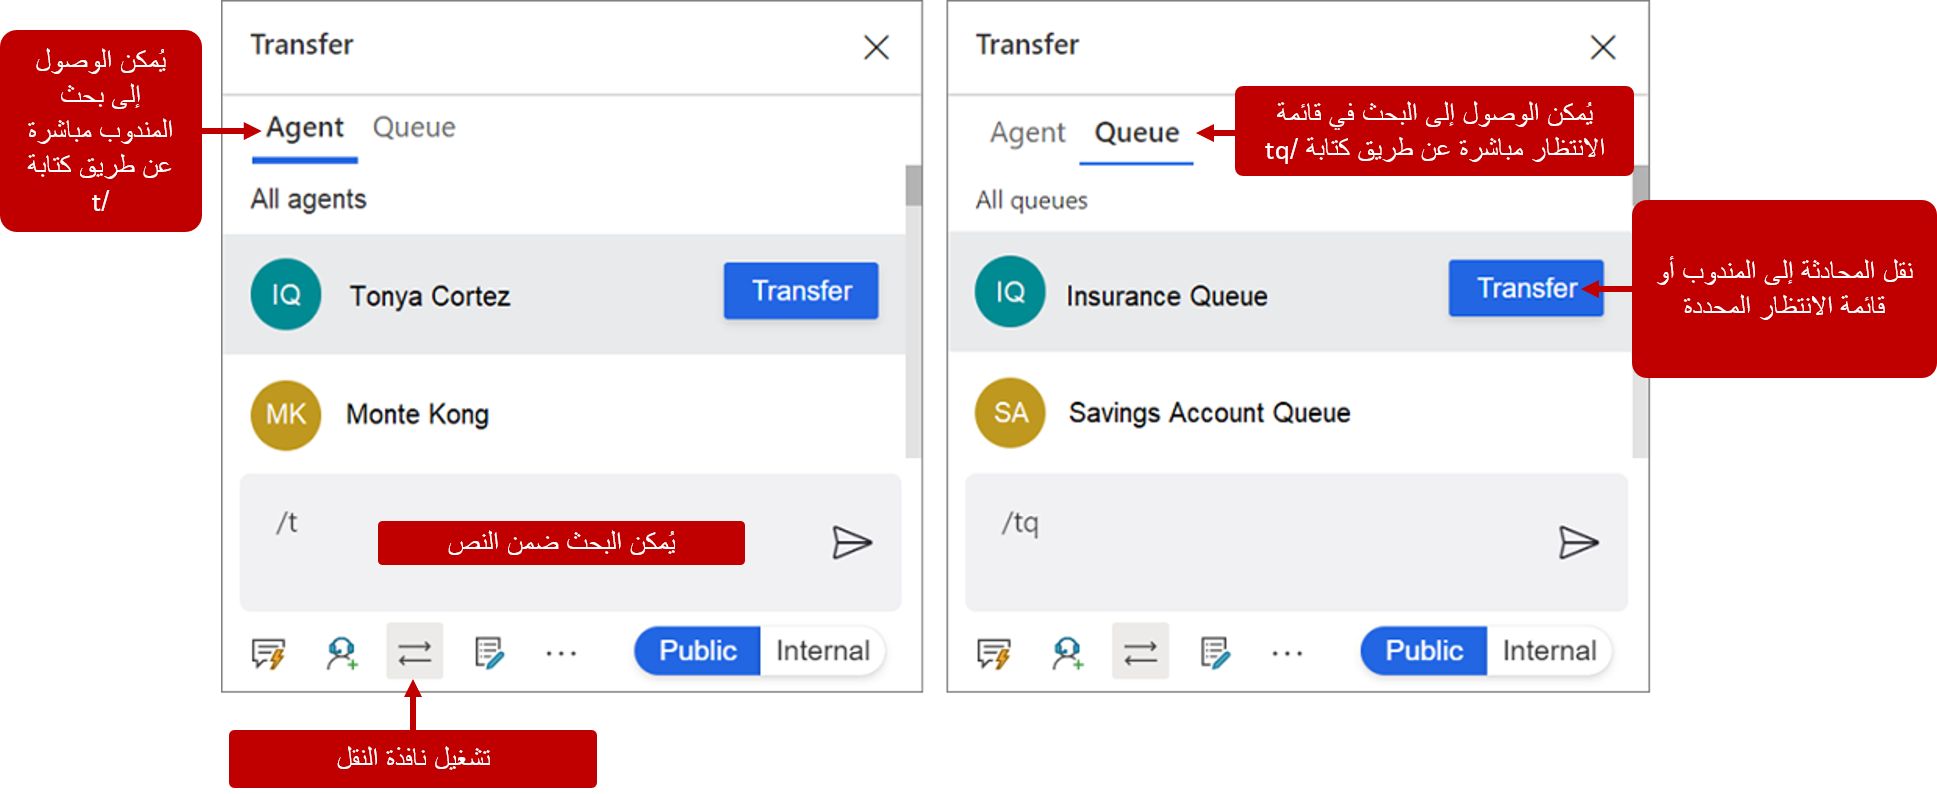 يُمكن الوصول
إلى بحث
المندوب مباشرة
عن طريق كتابة
/t
Transfer
Agent Queue
All agents
IQ Tonya Cortez Transfer
MK Monte Kong
/t
يُمكن البحث ضمن النص
Public Internal
تشغيل نافذة النقل
Transfer
Agent Queue
يُمكن الوصول إلى البحث في قائمة
الانتظار مباشرة عن طريق كتابة /tq
All queues
IQ Insurance Queue Transfer
نقل المحادثة إلى المندوب أو
قائمة الانتظار المحددة
SA Savings Account Queue
/tq
Public Internal